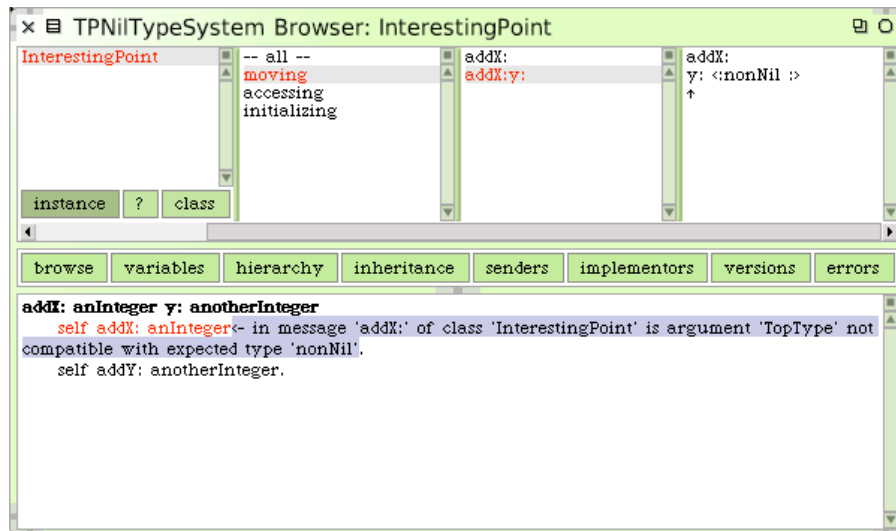 TPNilTypeSystem Browser: InterestingPoint
InterestingPoint
instance ? class
-- all --
moving
accessing
initializing
addX:
addX:y:
addX:
y: <:nonNil :>
↑
browse variables hierarchy inheritance senders implementors versions errors
addX: anInteger y: anotherInteger
self addX: anInteger<- in message 'addX:' of class 'InterestingPoint' is argument 'TopType' not
compatible with expected type 'nonNil'.
self addY: anotherInteger.